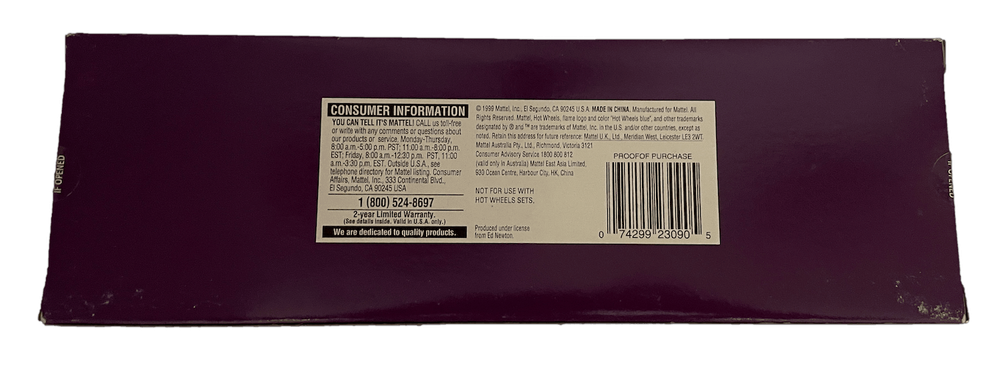 IF OPENED
CONSUMER INFORMATION
YOU CAN TELL IT'S MATTEL! CALL us toll-free
or write with any comments or questions about
our products or service. Monday-Thursday,
8:00 a.m.-5:00 p.m. PST; 11:00 a.m.-8:00 p.m.
EST; Friday, 8:00 a.m.-12:30 p.m. PST, 11:00
a.m.-3:30 p.m. EST. Outside U.S.A., see
telephone directory for Mattel listing. Consumer
Affairs, Mattel, Inc., 333 Continental Blvd.,
El Segundo, CA 90245 USA
1 (800) 524-8697
2-year Limited Warranty.
(See details inside. Valid in U.S.A. only.)
We are dedicated to quality products.
© 1999 Mattel, Inc., El Segundo, CA 90245 U.S.A. MADE IN CHINA. Manufactured for Mattel. All
Rights Reserved. Mattel, Hot Wheels, flame logo and color "Hot Wheels blue", and other trademarks
designated by ® and ™ are trademarks of Mattel, Inc. in the U.S. and/or other countries, except as
noted. Retain this address for future reference: Mattel U.K., Ltd., Meridian West, Leicester LE3 2WT.
Mattel Australia Pty., Ltd., Richmond, Victoria 3121
Consumer Advisory Service 1800 800 812
(valid only in Australia) Mattel East Asia Limited,
930 Ocean Centre, Harbour City, HK, China
NOT FOR USE WITH
HOT WHEELS SETS.
Produced under license
from Ed Newton.
PROOFOF PURCHASE
0 74299 23090 5